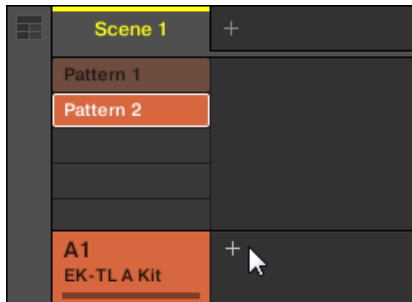 Scene 1 +
Pattern 1
Pattern 2
A1 +
EK-TL A Kit